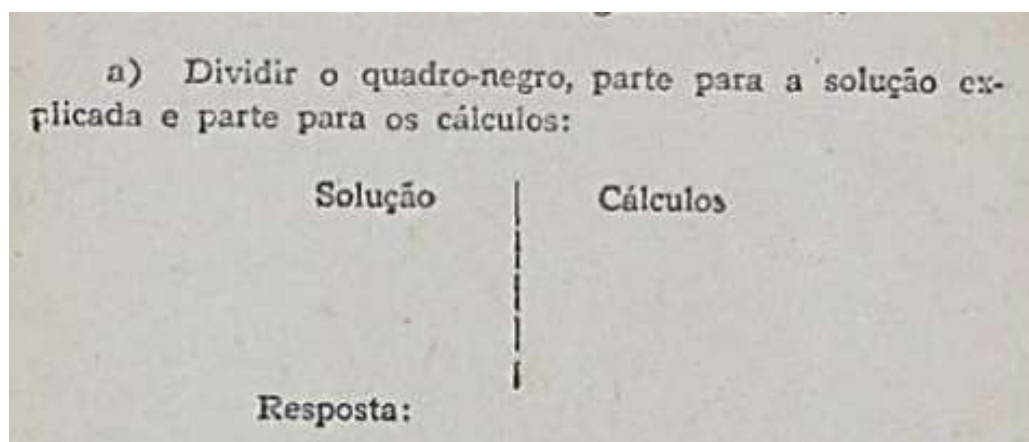 a) Dividir o quadro-negro, parte para a solução ex-
plicada e parte para os cálculos:
Solução Cálculos
Resposta: